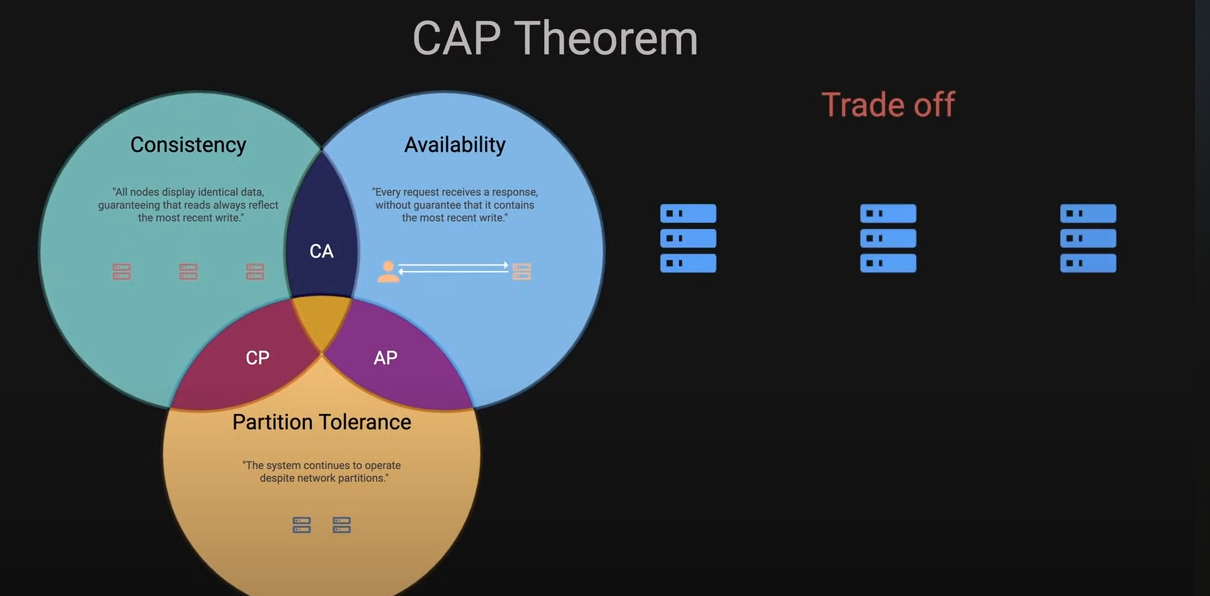 CAP Theorem
Trade off
Consistency
"All nodes display identical data,
guaranteeing that reads always reflect
the most recent write."
Availability
"Every request receives a response,
without guarantee that it contains
the most recent write."
CA
CP
AP
Partition Tolerance
"The system continues to operate
despite network partitions."